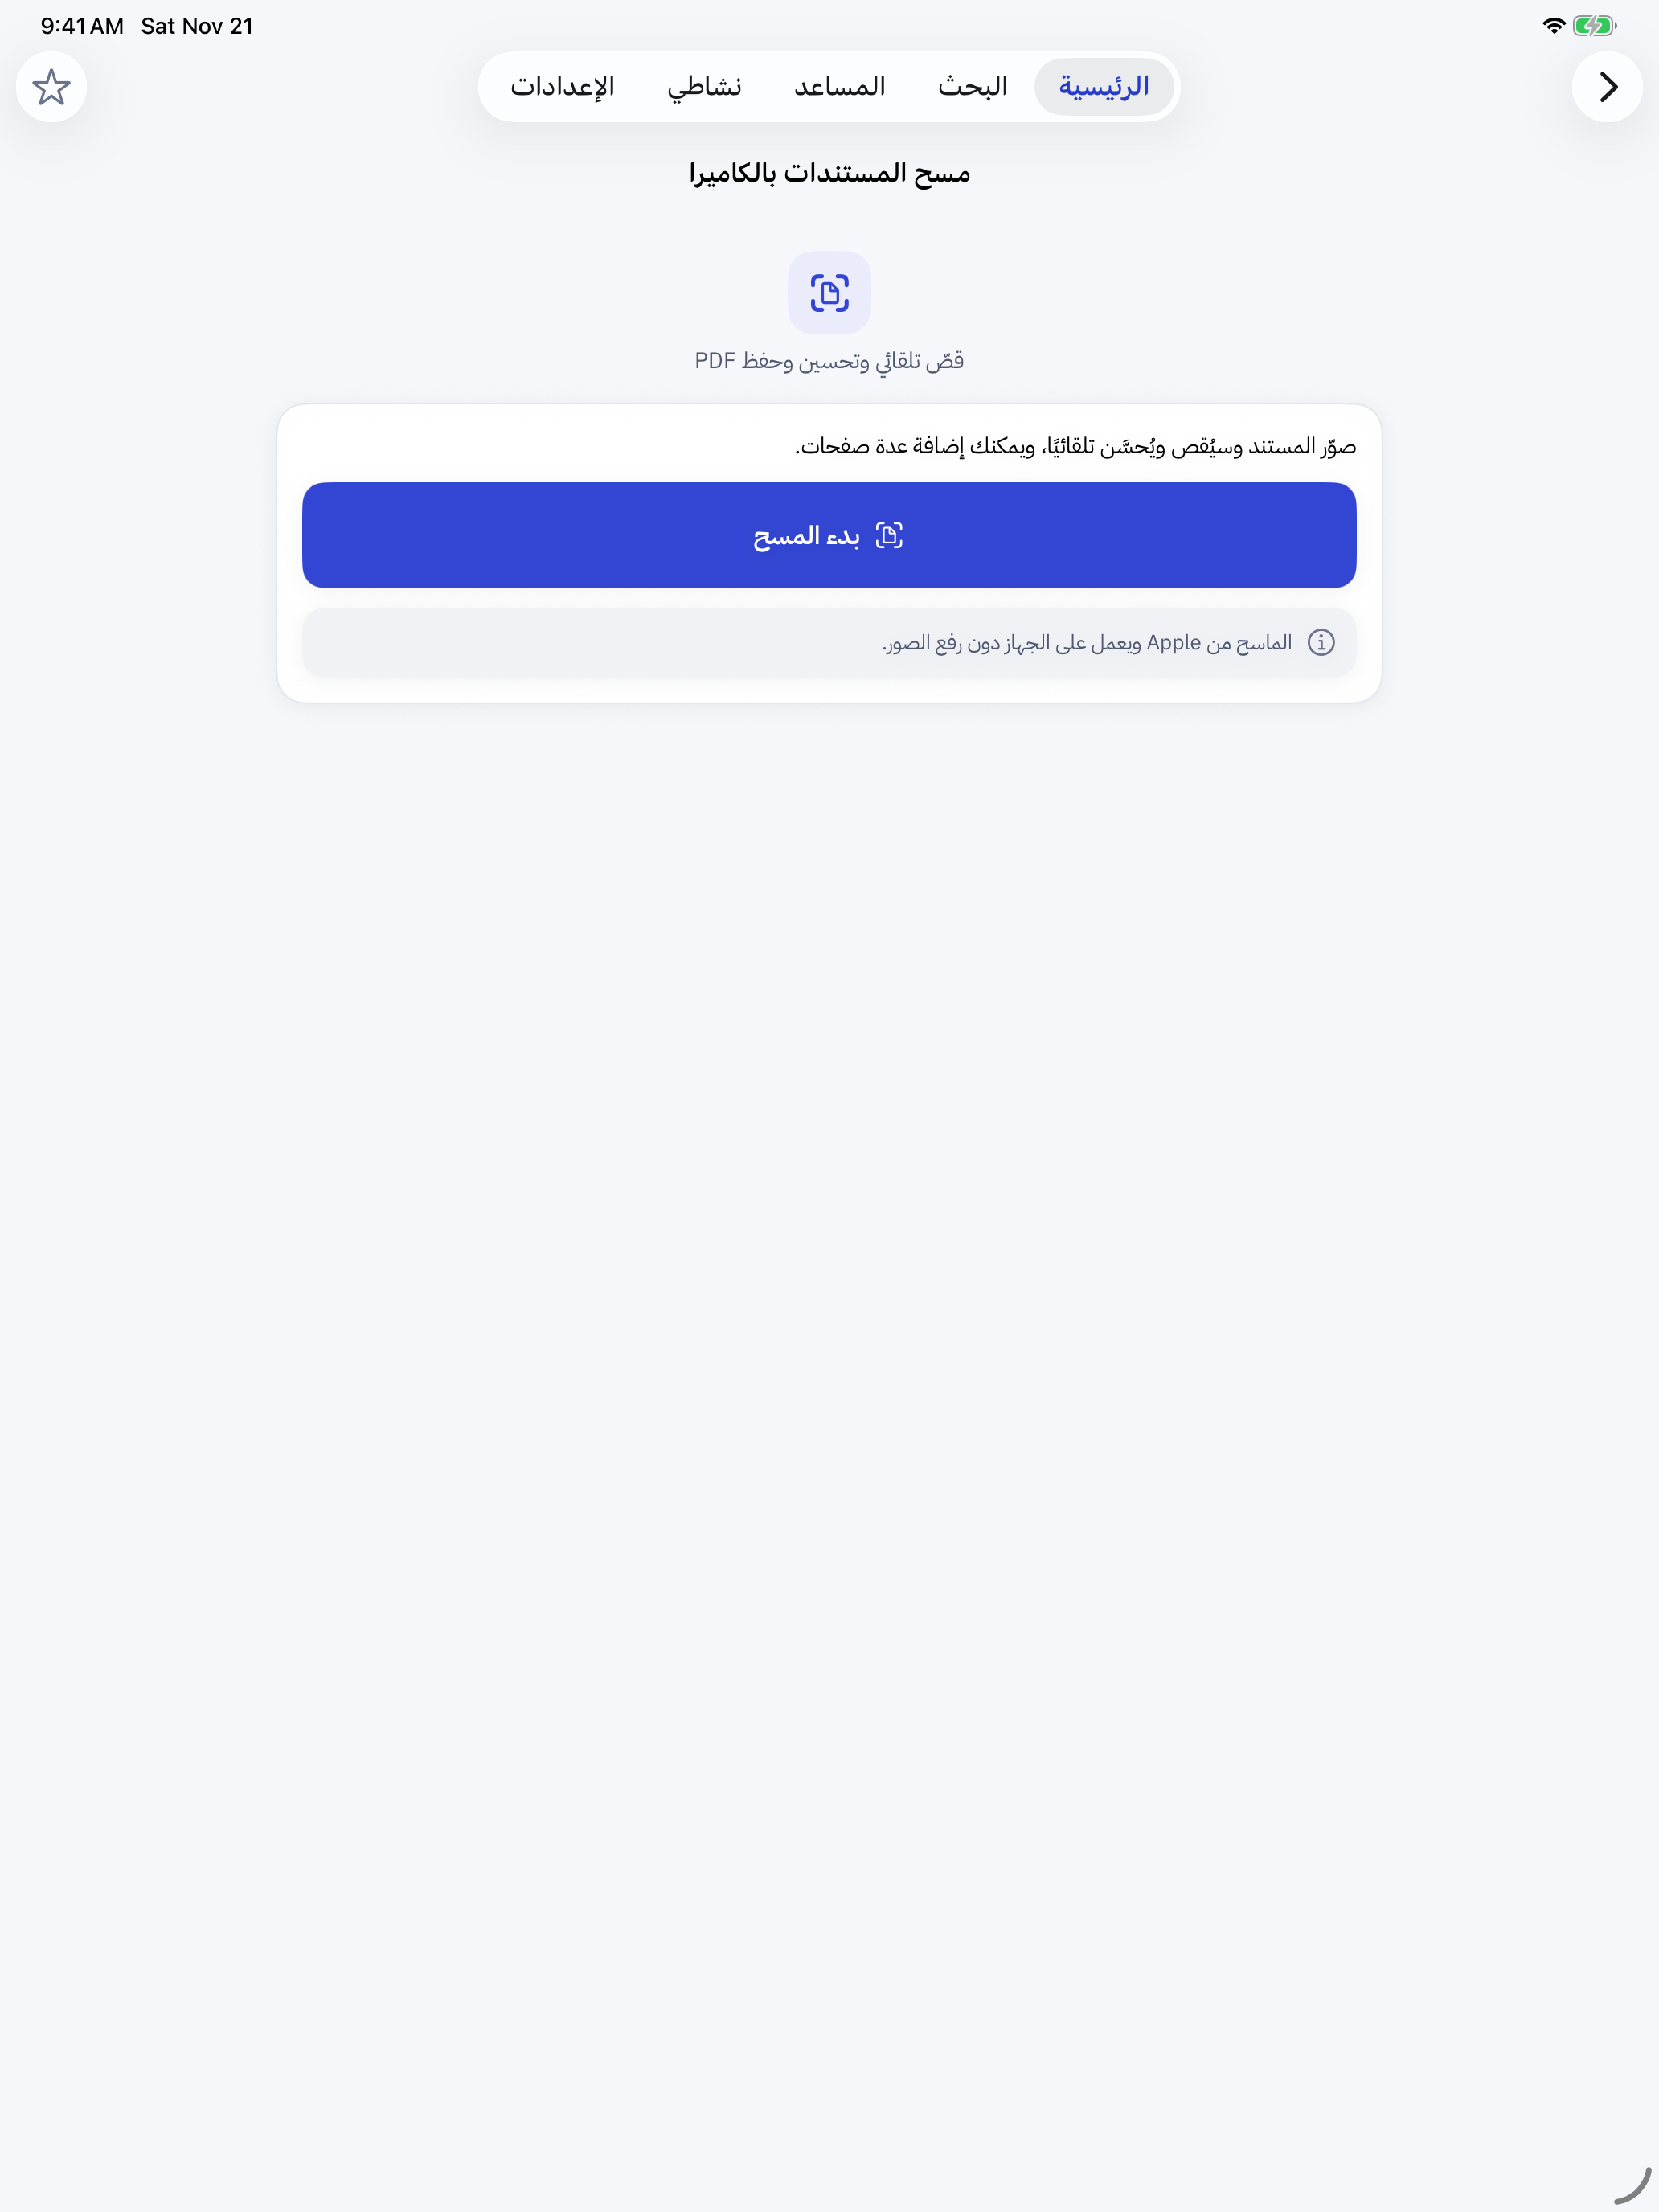 9:41 AM Sat Nov 21
الرئيسية البحث المساعد نشاطي الإعدادات
مسح المستندات بالكاميرا
قصّ تلقائي وتحسين وحفظ PDF
صوّر المستند وسيُقص ويُحسَّن تلقائيًا، ويمكنك إضافة عدة صفحات.
بدء المسح
الماسح من Apple ويعمل على الجهاز دون رفع الصور.